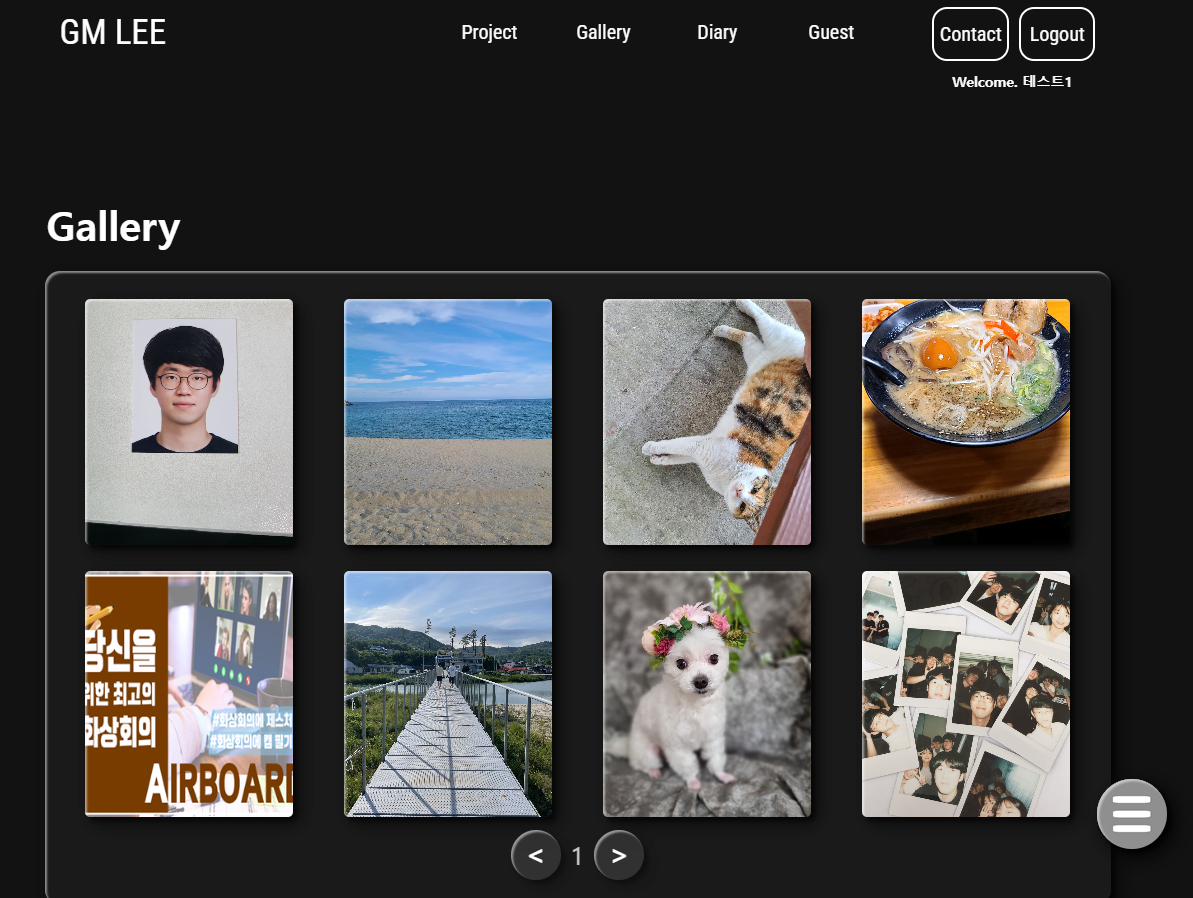 GM LEE
Project
Gallery
Diary
Guest
Contact
Logout
Welcome. 테스트1
Gallery
당신을
위한 최고의
화상회의
#화상회의에 제스처
#화상회의에 캠 필기
AIRBOARD
< 1 >